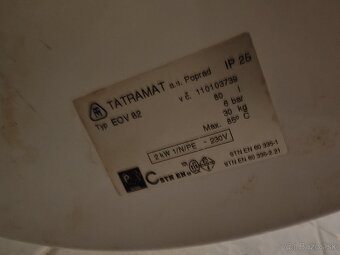 TATRAMAT a.s. Poprad IP 25
Typ EOV 82 v č. 110103739
80 l
6 bar
30 kg
Max. 85°C
2 kW 1/N/PE ~ 230V
STN EN 60 335-1
STN EN 60 335-2.21